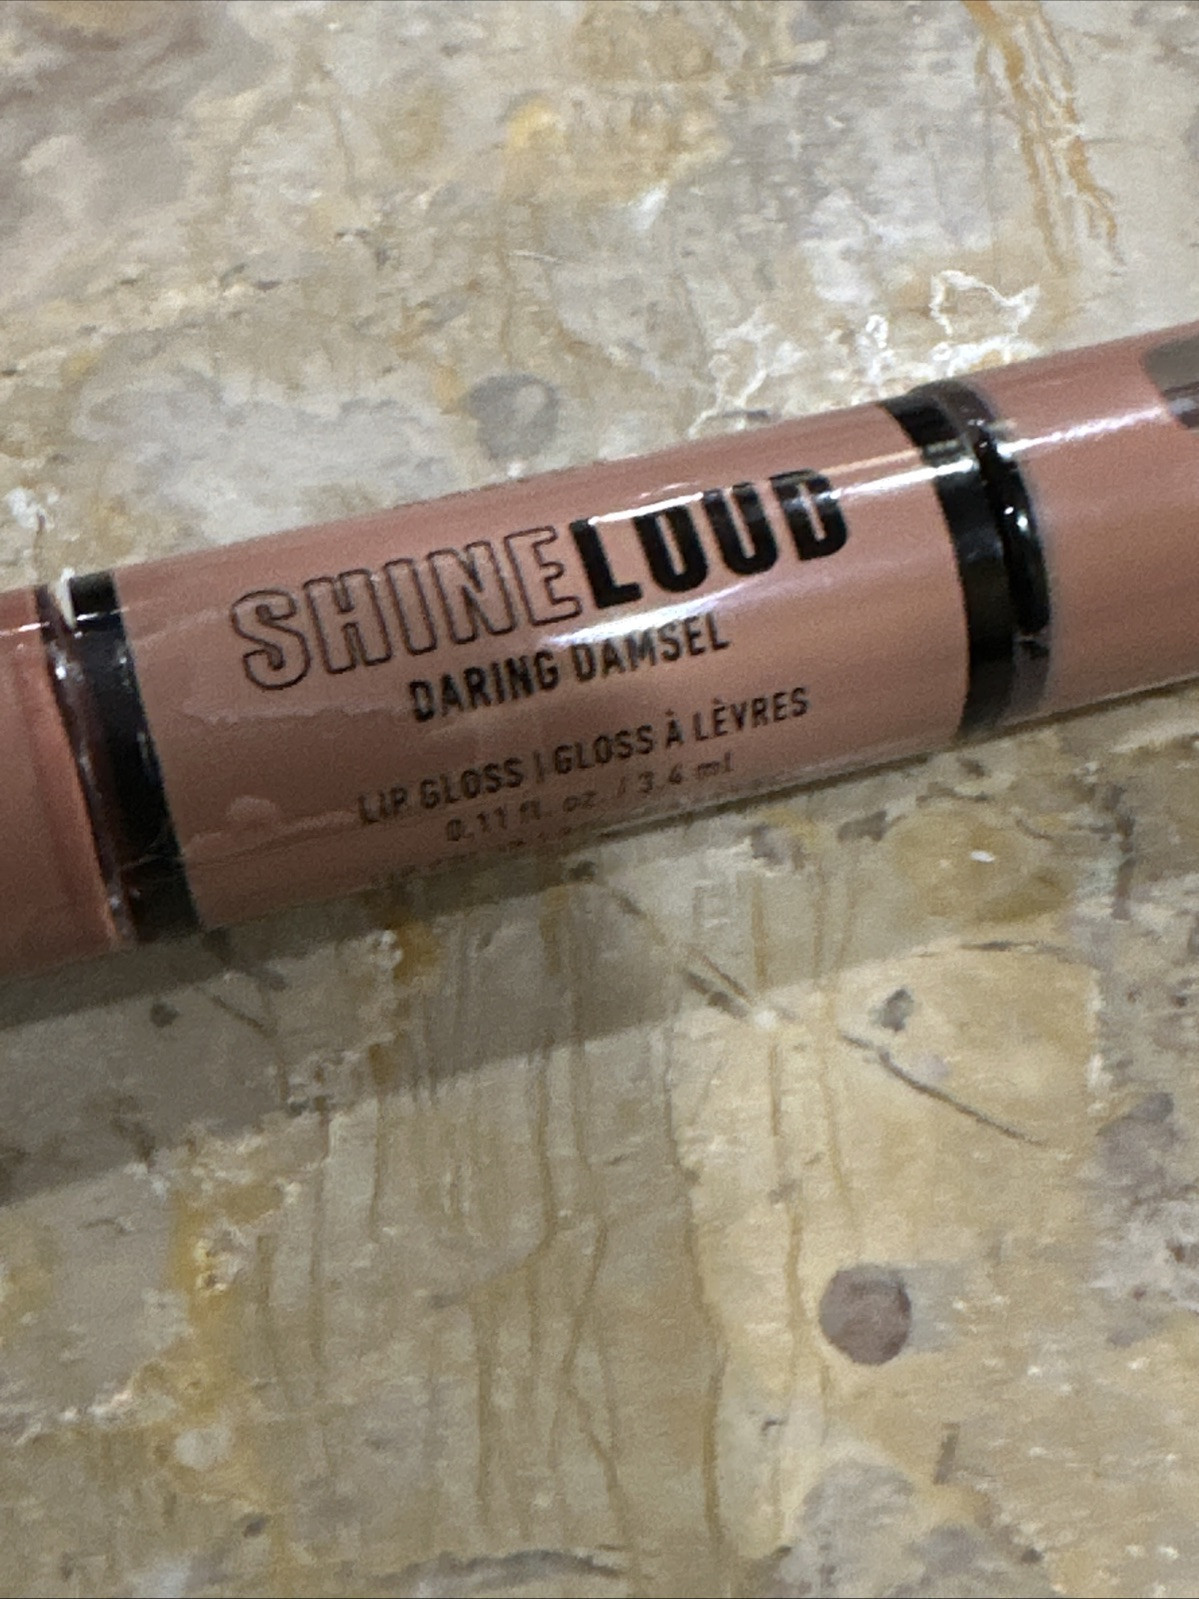 SHINELOUD
DARING DAMSEL
LIP GLOSS | GLOSS À LÈVRES
0.11 fl. oz. / 3.4 ml